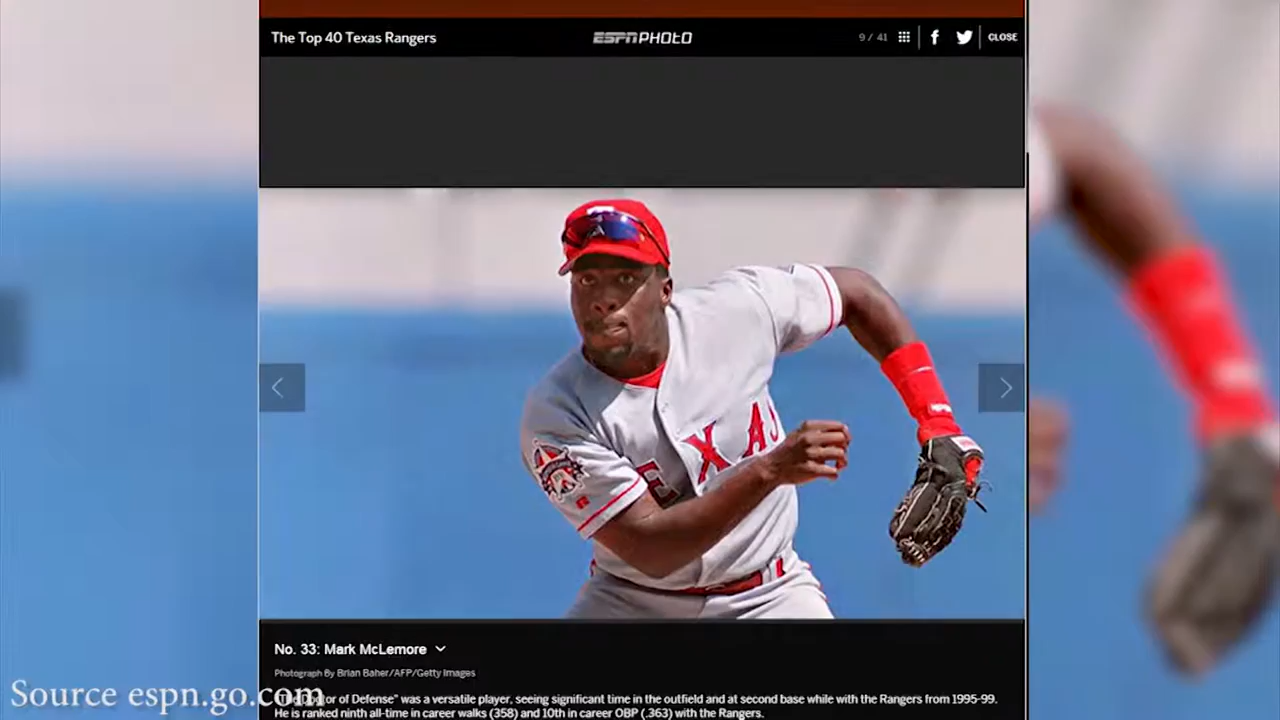 The Top 40 Texas Rangers
ESPN PHOTO
9 / 41
CLOSE
TEXAS
No. 33: Mark McLemore
Photograph By Brian Baher/AFP/Getty Images
Source espn.go.com
of Defense" was a versatile player, seeing significant time in the outfield and at second base while with the Rangers from 1995-99.
He is ranked ninth all-time in career walks (358) and 10th in career OBP (.363) with the Rangers.